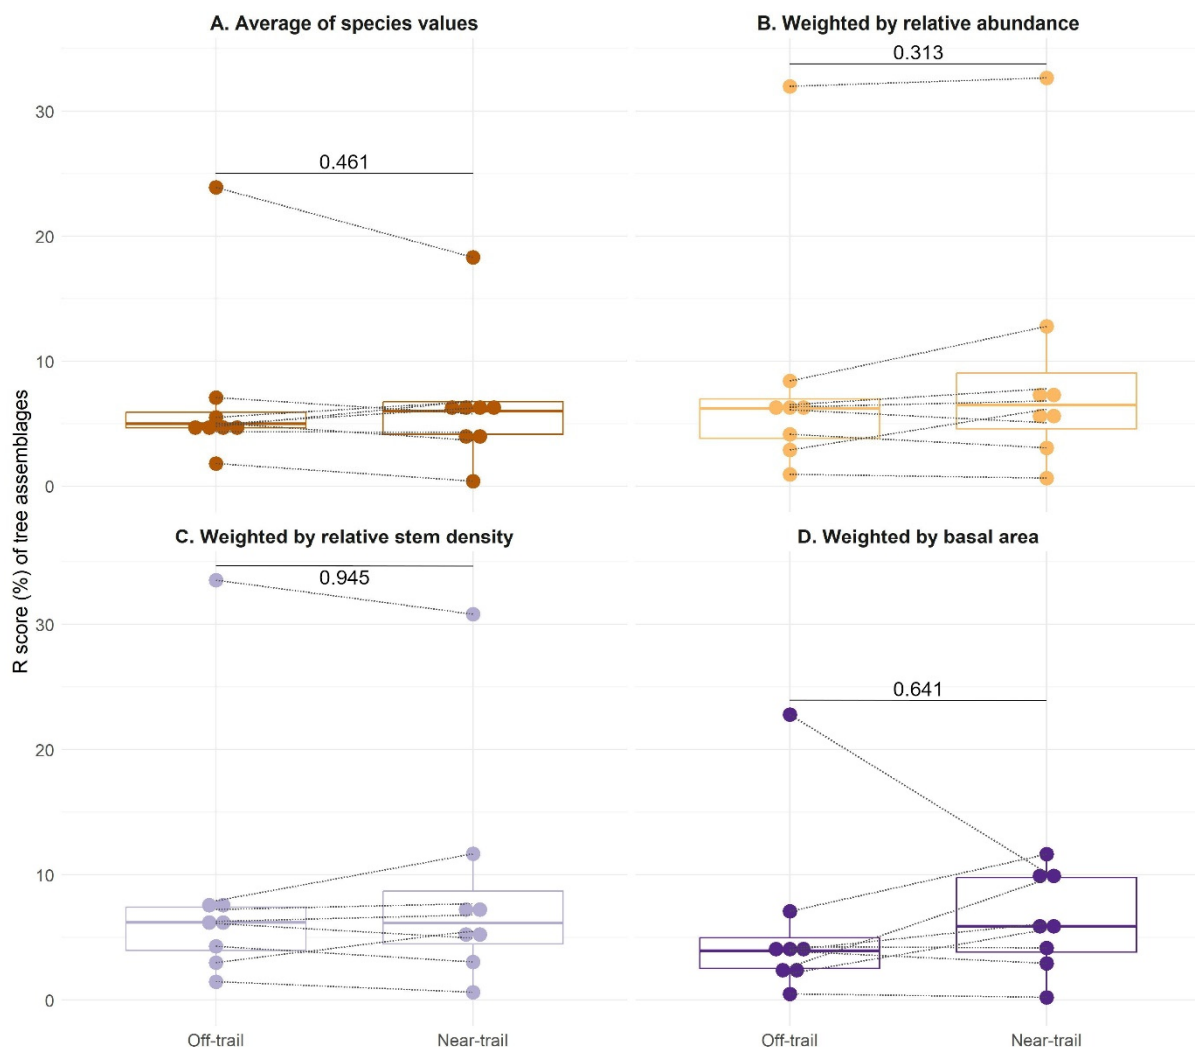 A. Average of species values
B. Weighted by relative abundance
0.461
0.313
30
20
10
0
R score (%) of tree assemblages
C. Weighted by relative stem density
D. Weighted by basal area
0.945
0.641
30
20
10
0
Off-trail
Near-trail
Off-trail
Near-trail